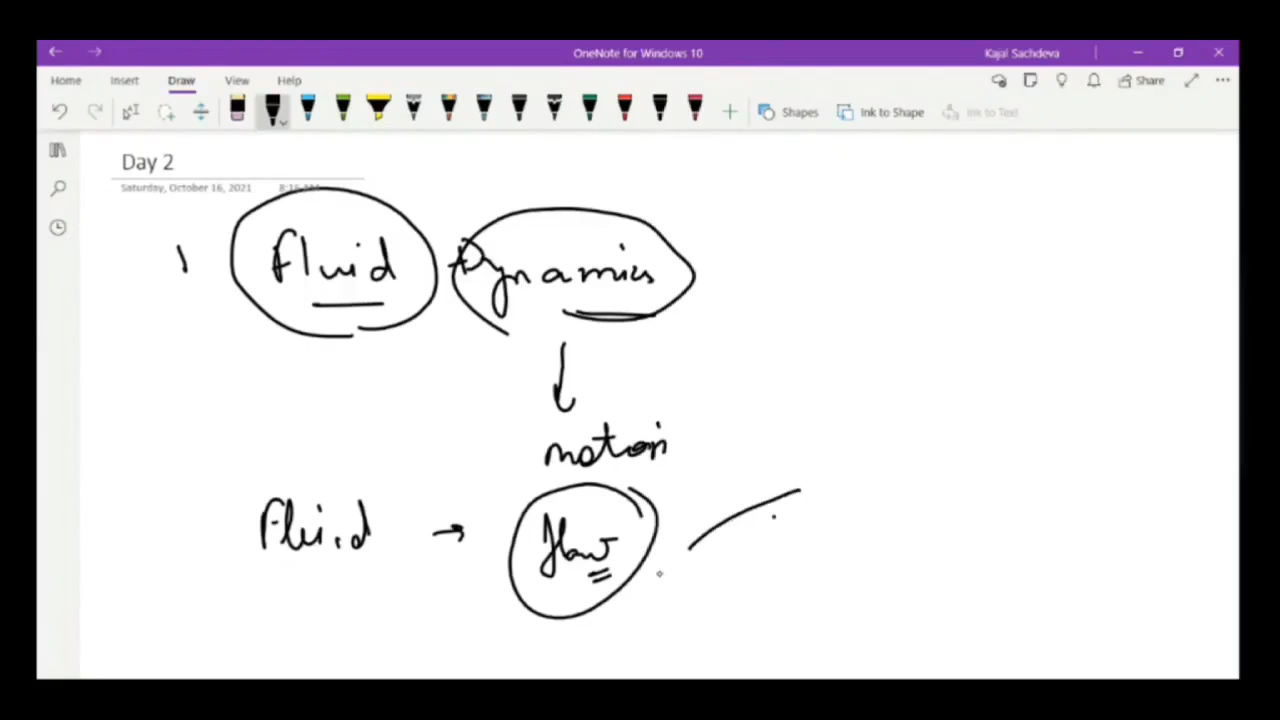 OneNote for Windows 10
Kajal Sachdeva
Home Insert Draw View Help
Share
Shapes Ink to Shape Ink to Text
Day 2
Saturday, October 16, 2021
1 Fluid Dynamics
↓
motion
Fluid → flow